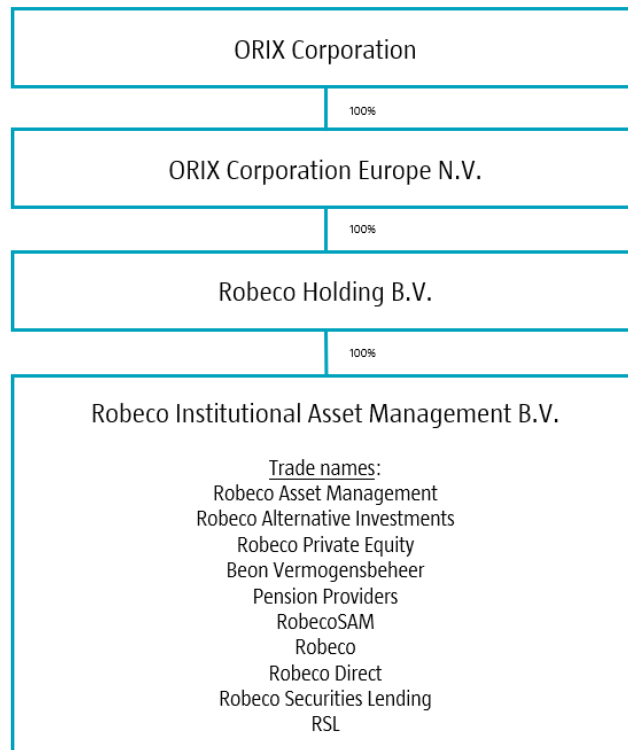 ORIX Corporation
100%
ORIX Corporation Europe N.V.
100%
Robeco Holding B.V.
100%
Robeco Institutional Asset Management B.V.
Trade names:
Robeco Asset Management
Robeco Alternative Investments
Robeco Private Equity
Beon Vermogensbeheer
Pension Providers
RobecoSAM
Robeco
Robeco Direct
Robeco Securities Lending
RSL